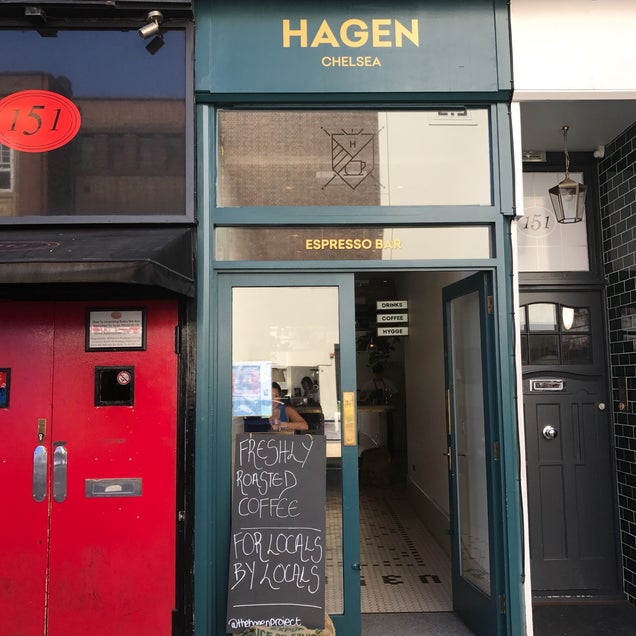 HAGEN
CHELSEA
151
H
151
ESPRESSO BAR
DRINKS
COFFEE
HYGGE
FRESHLY
ROASTED
COFFEE
FOR LOCALS
BY LOCALS
@thehagenproject